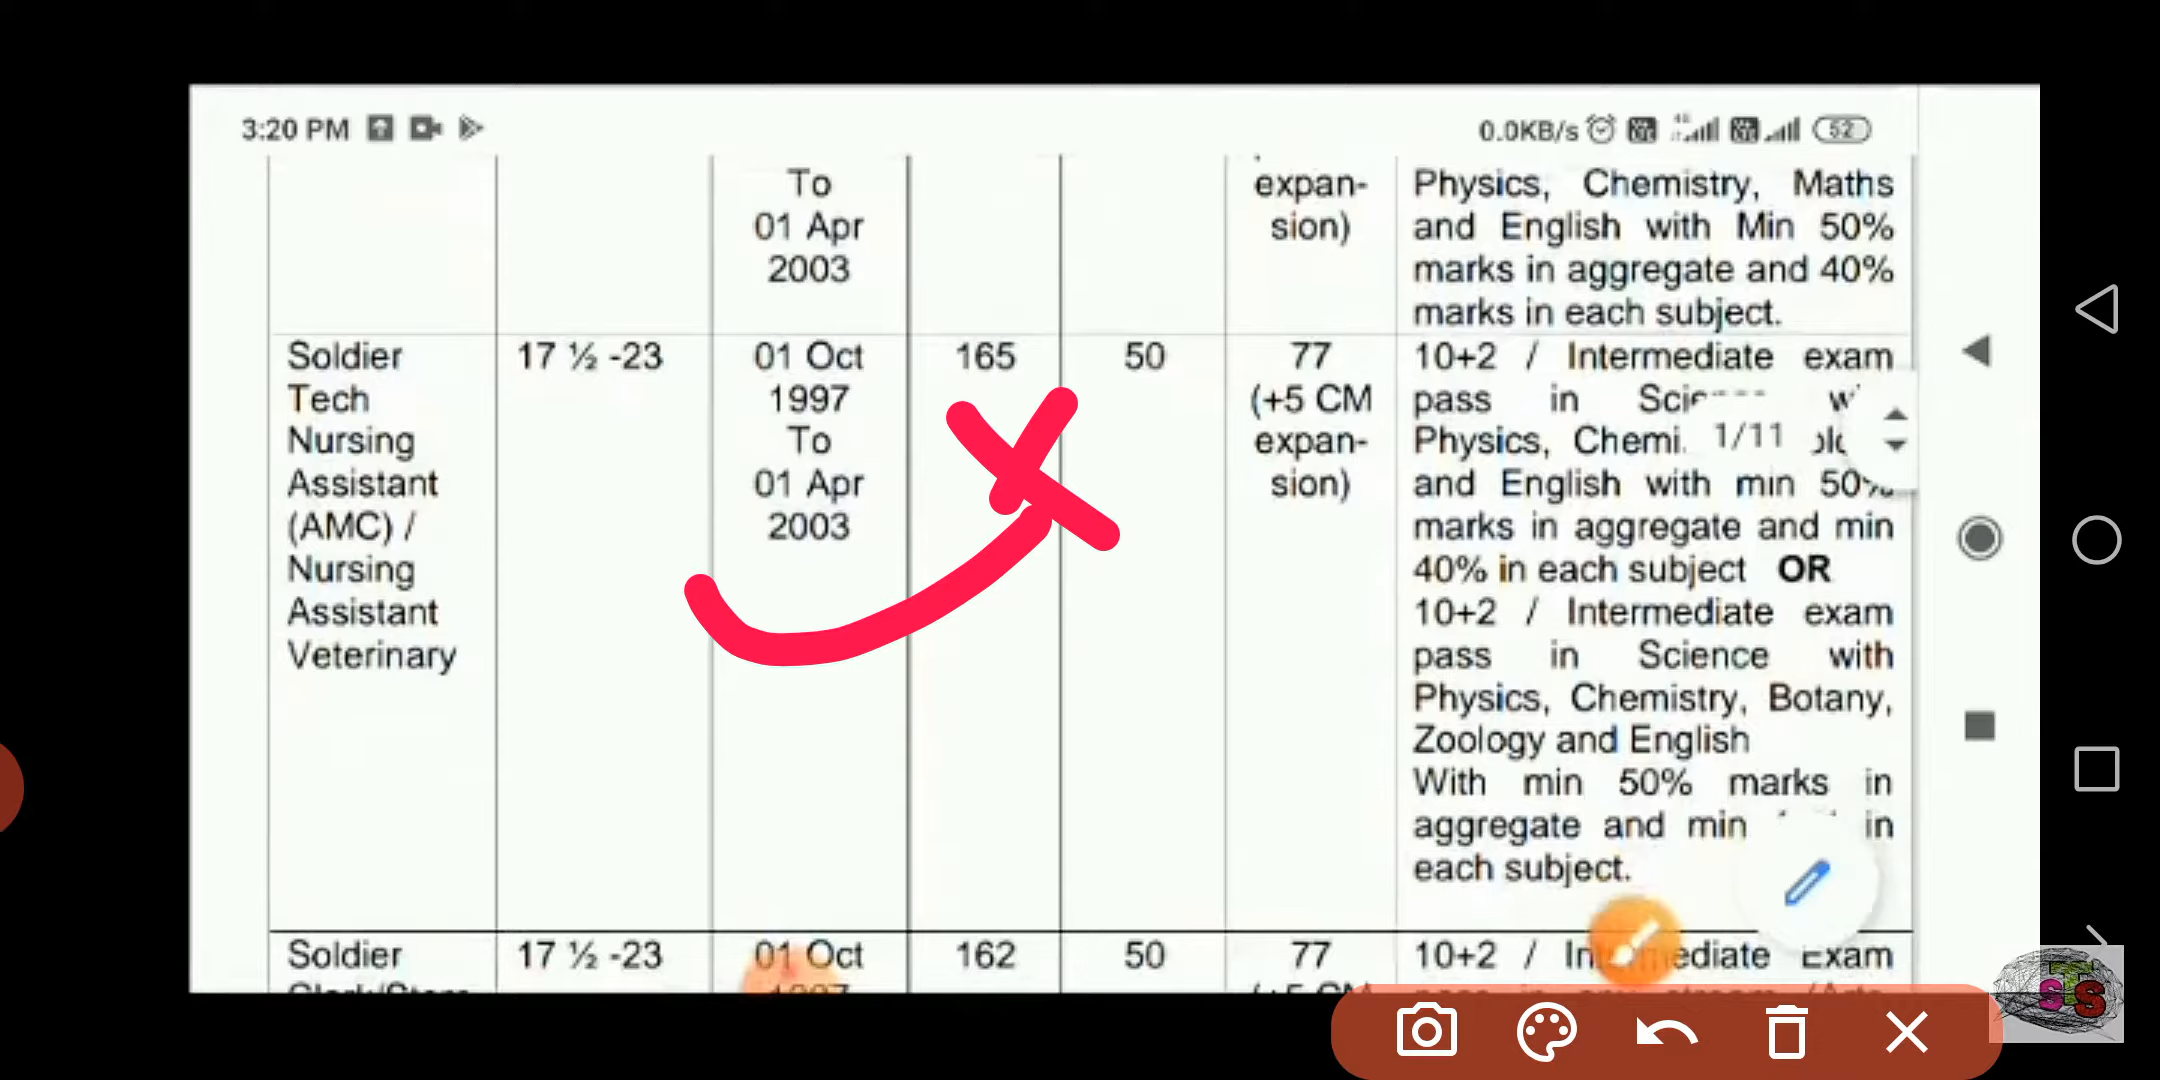 3:20 PM
0.0KB/s
52
To
01 Apr
2003
expan-
sion)
Physics, Chemistry, Maths
and English with Min 50%
marks in aggregate and 40%
marks in each subject.
Soldier
Tech
Nursing
Assistant
(AMC) /
Nursing
Assistant
Veterinary
17 ½ -23
01 Oct
1997
To
01 Apr
2003
165
50
77
(+5 CM
expan-
sion)
10+2 / Intermediate exam
pass in
Physics,
and English with min 50%
marks in aggregate and min
40% in each subject OR
10+2 / Intermediate exam
pass in Science with
Physics, Chemistry, Botany,
Zoology and English
With min 50% marks in
aggregate and min in
each subject.
1/11
Soldier
17 ½ -23
01 Oct
162
50
77
10+2 / Exam
STS